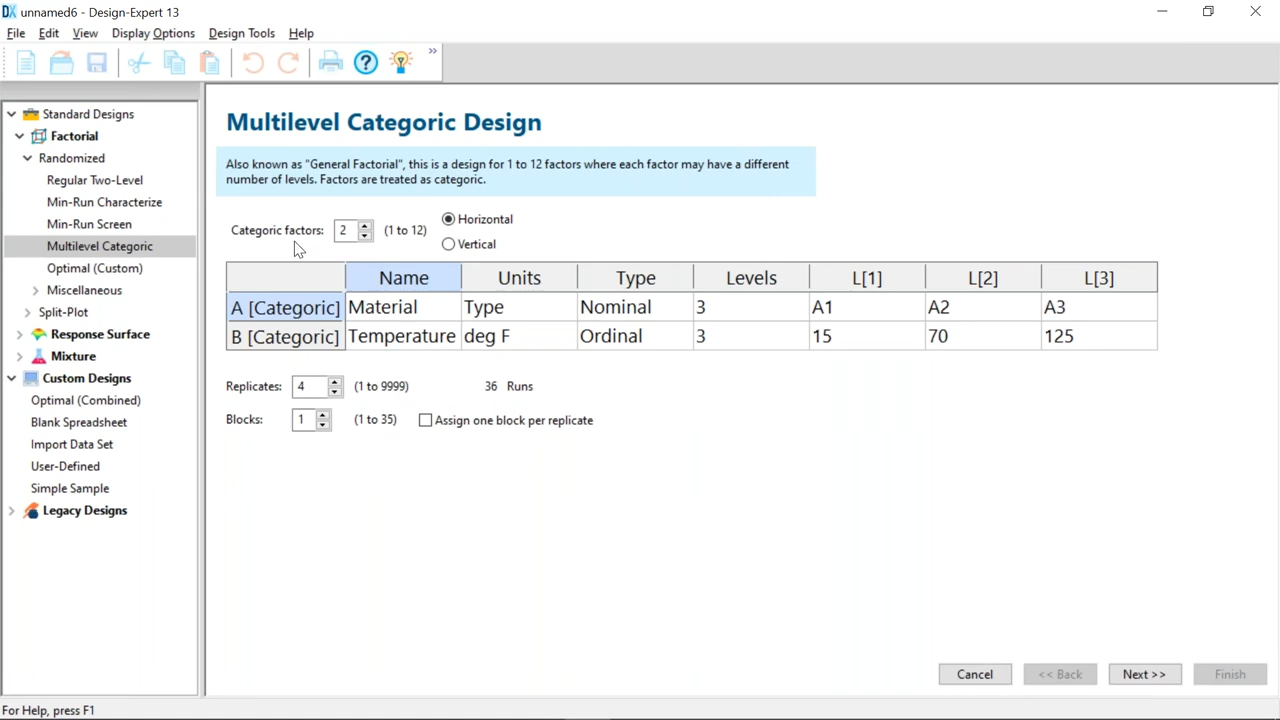 DX unnamed6 - Design-Expert 13
File Edit View Display Options Design Tools Help
Standard Designs
Factorial
Randomized
Regular Two-Level
Min-Run Characterize
Min-Run Screen
Multilevel Categoric
Optimal (Custom)
Miscellaneous
Split-Plot
Response Surface
Mixture
Custom Designs
Optimal (Combined)
Blank Spreadsheet
Import Data Set
User-Defined
Simple Sample
Legacy Designs
Multilevel Categoric Design
Also known as "General Factorial", this is a design for 1 to 12 factors where each factor may have a different
number of levels. Factors are treated as categoric.
Categoric factors: 2 (1 to 12)
Horizontal
Vertical
Name Units Type Levels L[1] L[2] L[3]
A [Categoric] Material Type Nominal 3 A1 A2 A3
B [Categoric] Temperature deg F Ordinal 3 15 70 125
Replicates: 4 (1 to 9999) 36 Runs
Blocks: 1 (1 to 35) Assign one block per replicate
Cancel << Back Next >> Finish
For Help, press F1